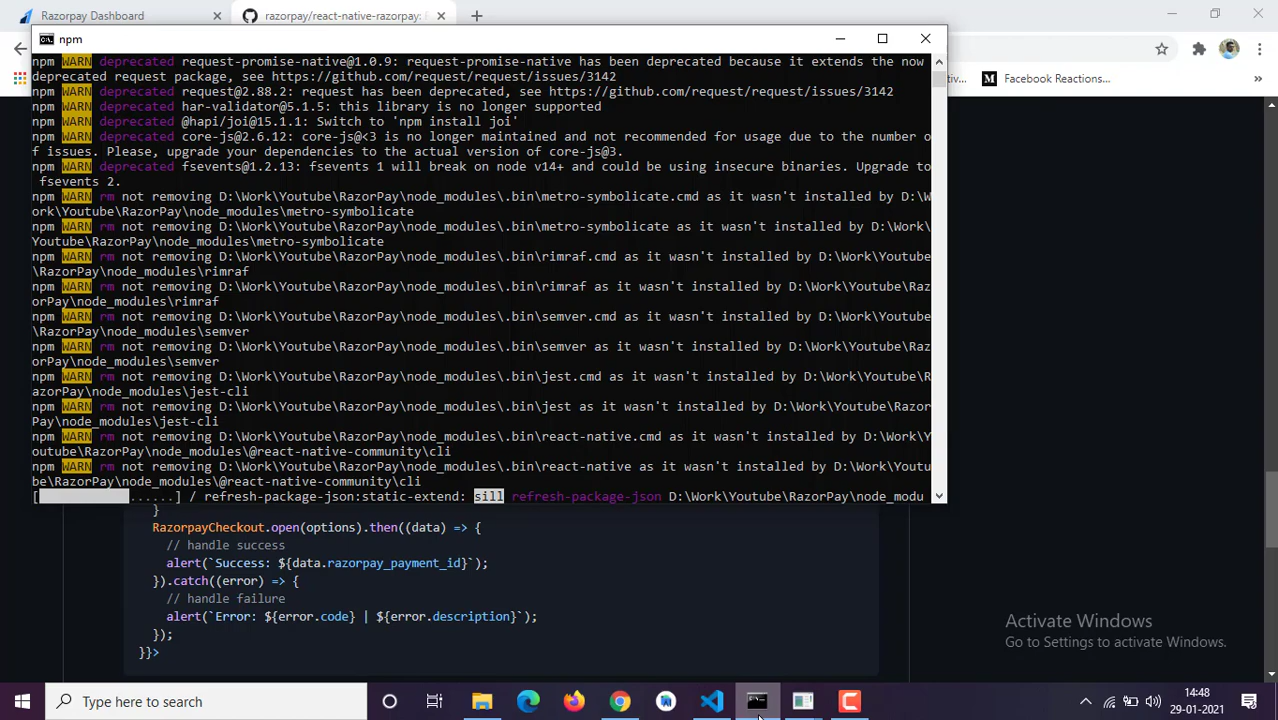 Razorpay Dashboard
razorpay/react-native-razorpay: f
npm
iv...
Facebook Reactions...
npm WARN deprecated request-promise-native@1.0.9: request-promise-native has been deprecated because it extends the now
deprecated request package, see https://github.com/request/request/issues/3142
npm WARN deprecated request@2.88.2: request has been deprecated, see https://github.com/request/request/issues/3142
npm WARN deprecated har-validator@5.1.5: this library is no longer supported
npm WARN deprecated @hapi/joi@15.1.1: Switch to 'npm install joi'
npm WARN deprecated core-js@2.6.12: core-js@<3 is no longer maintained and not recommended for usage due to the number o
f issues. Please, upgrade your dependencies to the actual version of core-js@3.
npm WARN deprecated fsevents@1.2.13: fsevents 1 will break on node v14+ and could be using insecure binaries. Upgrade to
fsevents 2.
npm WARN rm not removing D:\Work\Youtube\RazorPay\node_modules\.bin\metro-symbolicate.cmd as it wasn't installed by D:\W
ork\Youtube\RazorPay\node_modules\metro-symbolicate
npm WARN rm not removing D:\Work\Youtube\RazorPay\node_modules\.bin\metro-symbolicate as it wasn't installed by D:\Work\
Youtube\RazorPay\node_modules\metro-symbolicate
npm WARN rm not removing D:\Work\Youtube\RazorPay\node_modules\.bin\rimraf.cmd as it wasn't installed by D:\Work\Youtube
\RazorPay\node_modules\rimraf
npm WARN rm not removing D:\Work\Youtube\RazorPay\node_modules\.bin\rimraf as it wasn't installed by D:\Work\Youtube\Raz
orPay\node_modules\rimraf
npm WARN rm not removing D:\Work\Youtube\RazorPay\node_modules\.bin\semver.cmd as it wasn't installed by D:\Work\Youtube
\RazorPay\node_modules\semver
npm WARN rm not removing D:\Work\Youtube\RazorPay\node_modules\.bin\semver as it wasn't installed by D:\Work\Youtube\Raz
orPay\node_modules\semver
npm WARN rm not removing D:\Work\Youtube\RazorPay\node_modules\.bin\jest.cmd as it wasn't installed by D:\Work\Youtube\R
azorPay\node_modules\jest-cli
npm WARN rm not removing D:\Work\Youtube\RazorPay\node_modules\.bin\jest as it wasn't installed by D:\Work\Youtube\Razor
Pay\node_modules\jest-cli
npm WARN rm not removing D:\Work\Youtube\RazorPay\node_modules\.bin\react-native.cmd as it wasn't installed by D:\Work\Y
outube\RazorPay\node_modules\@react-native-community\cli
npm WARN rm not removing D:\Work\Youtube\RazorPay\node_modules\.bin\react-native as it wasn't installed by D:\Work\Youtu
be\RazorPay\node_modules\@react-native-community\cli
[ ......] / refresh-package-json:static-extend: sill refresh-package-json D:\Work\Youtube\RazorPay\node_modu
}
RazorpayCheckout.open(options).then((data) => {
// handle success
alert(`Success: ${data.razorpay_payment_id}`);
}).catch((error) => {
// handle failure
alert(`Error: ${error.code} | ${error.description}`);
});
}}>
Activate Windows
Go to Settings to activate Windows.
Type here to search
14:48
29-01-2021